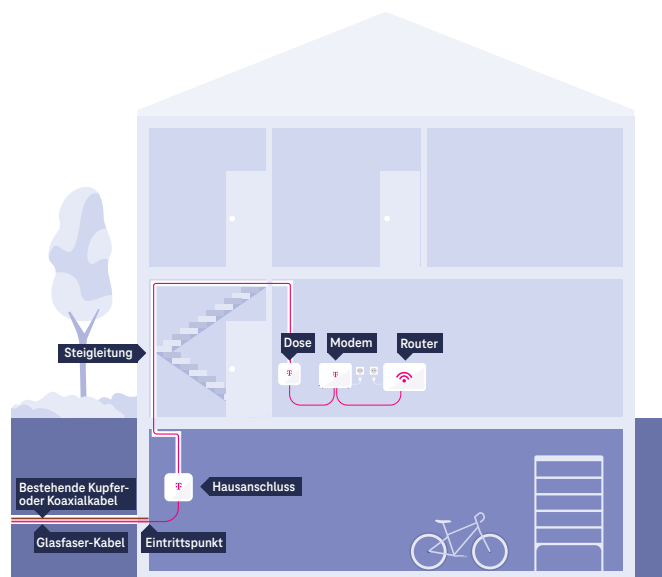 Dose
Modem
Router
Steigleitung
Bestehende Kupfer-
oder Koaxialkabel
Hausanschluss
Glasfaser-Kabel
Eintrittspunkt